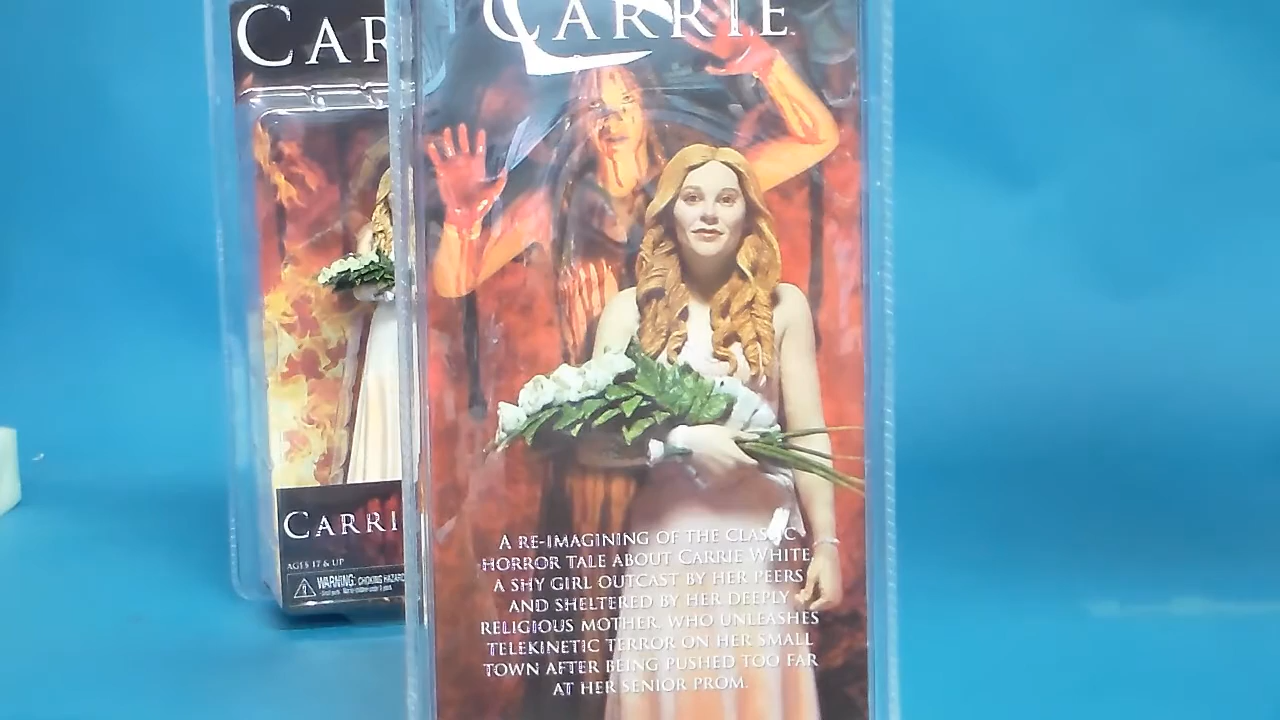 CAR
CARRIE
CARRI
AGES 17 & UP
WARNING: CHOKING HAZARD
A RE-IMAGINING OF THE CLASSIC
HORROR TALE ABOUT CARRIE WHITE,
A SHY GIRL OUTCAST BY HER PEERS
AND SHELTERED BY HER DEEPLY
RELIGIOUS MOTHER, WHO UNLEASHES
TELEKINETIC TERROR ON HER SMALL
TOWN AFTER BEING PUSHED TOO FAR
AT HER SENIOR PROM.